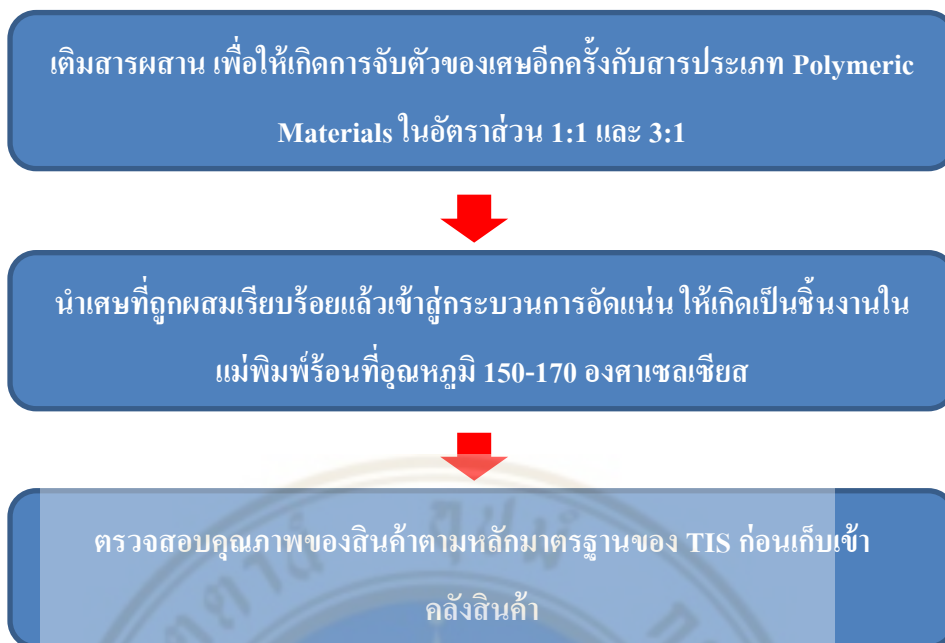 เติมสารผสาน เพื่อให้เกิดการจับตัวของเศษอีกครั้งกับสารประเภท Polymeric
Materials ในอัตราส่วน 1:1 และ 3:1
นำเศษที่ถูกผสมเรียบร้อยแล้วเข้าสู่กระบวนการอัดแน่น ให้เกิดเป็นชิ้นงานใน
แม่พิมพ์ร้อนที่อุณหภูมิ 150-170 องศาเซลเซียส
ตรวจสอบคุณภาพของสินค้าตามหลักมาตรฐานของ TIS ก่อนเก็บเข้า
คลังสินค้า